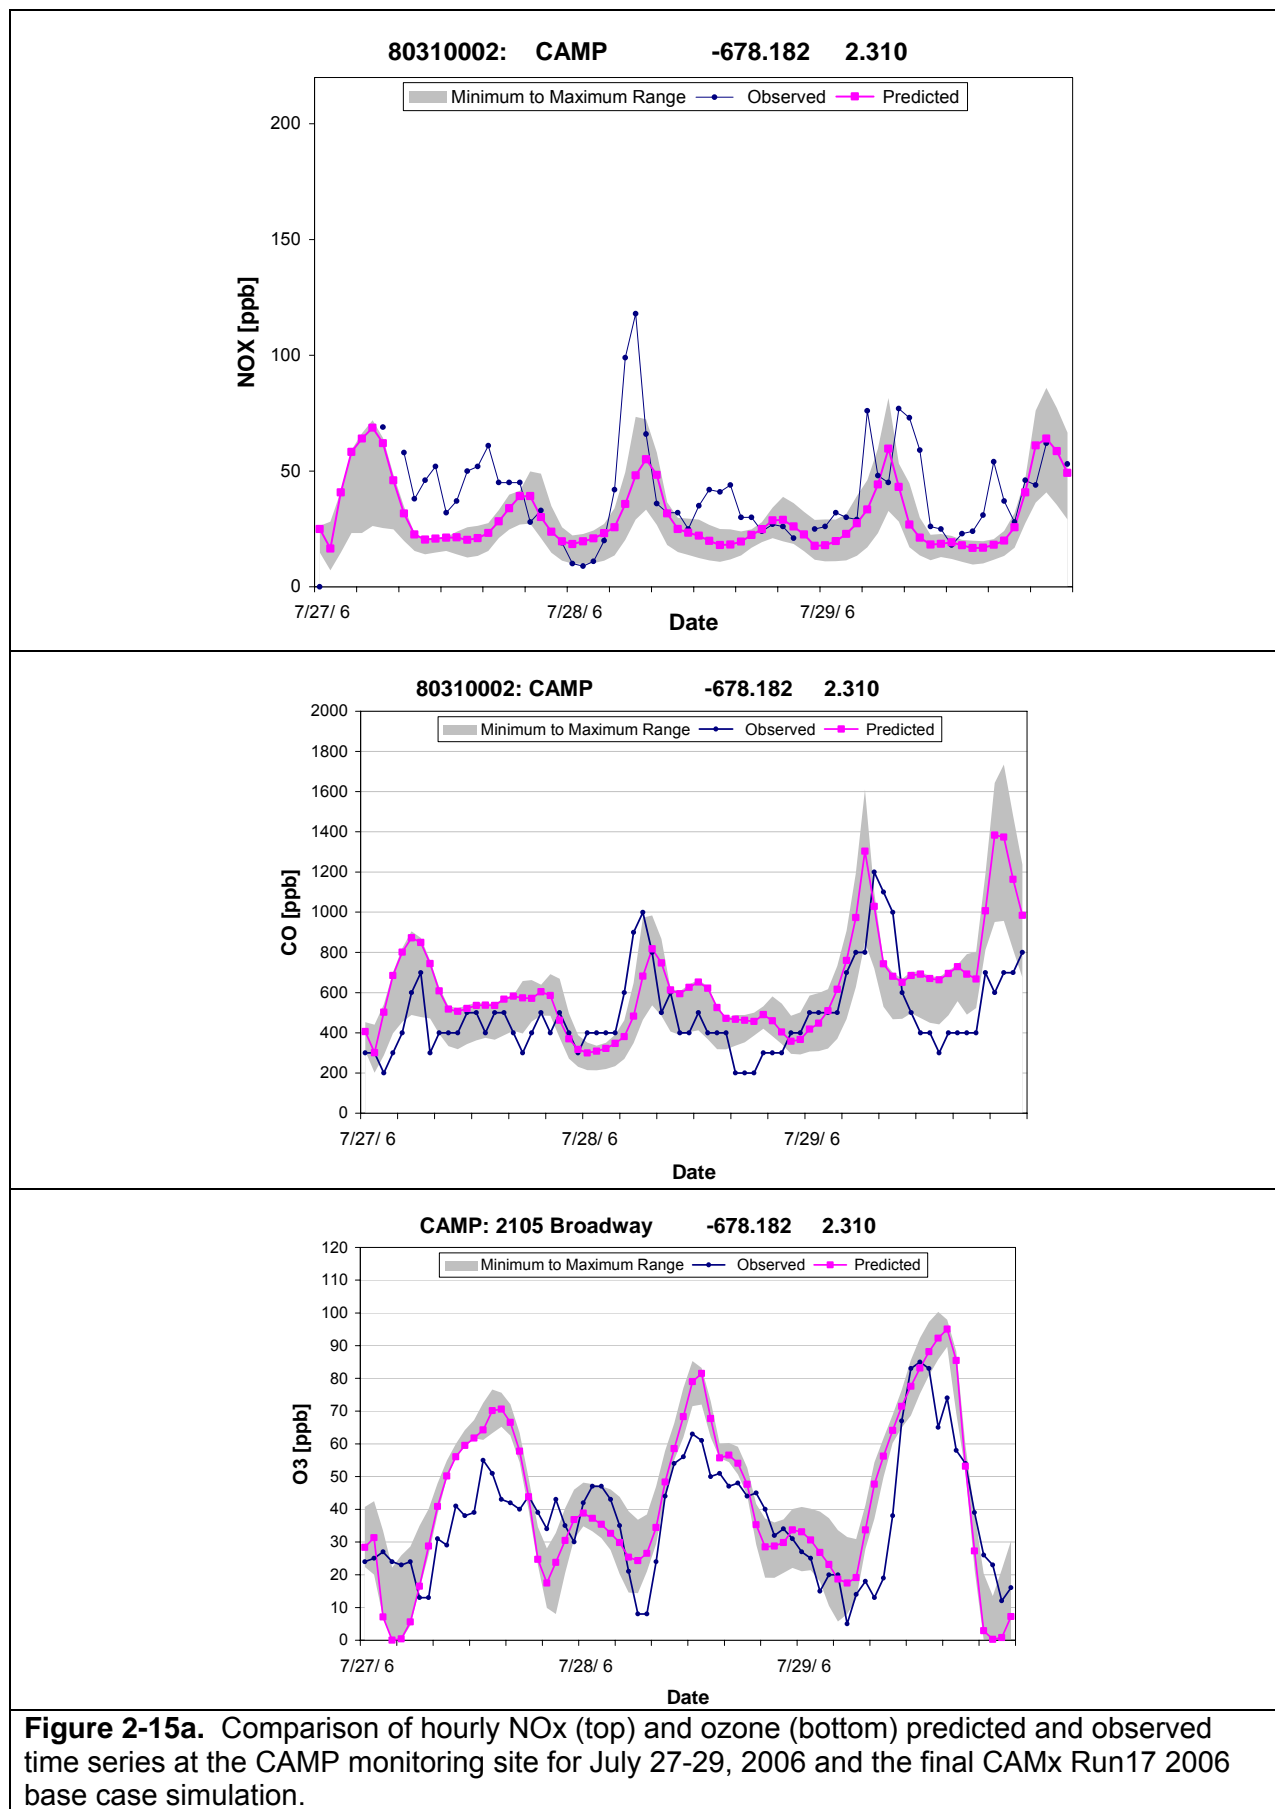 80310002: CAMP -678.182 2.310
Minimum to Maximum Range Observed Predicted
200
150
100
50
0
NOX [ppb]
7/27/ 6 7/28/ 6 7/29/ 6
Date
80310002: CAMP -678.182 2.310
Minimum to Maximum Range Observed Predicted
2000
1800
1600
1400
1200
1000
800
600
400
200
0
CO [ppb]
7/27/ 6 7/28/ 6 7/29/ 6
Date
CAMP: 2105 Broadway -678.182 2.310
Minimum to Maximum Range Observed Predicted
120
110
100
90
80
70
60
50
40
30
20
10
0
O3 [ppb]
7/27/ 6 7/28/ 6 7/29/ 6
Date
Figure 2-15a. Comparison of hourly NOx (top) and ozone (bottom) predicted and observed
time series at the CAMP monitoring site for July 27-29, 2006 and the final CAMx Run17 2006
base case simulation.